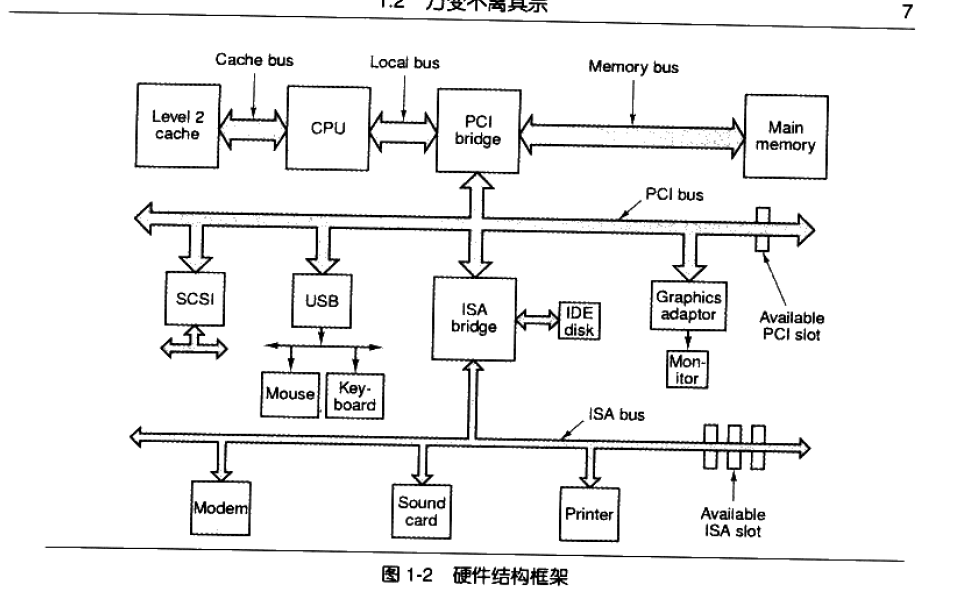 1.2 万变不离其宗
7
Cache bus
Local bus
Memory bus
Level 2
cache
CPU
PCI
bridge
Main
memory
PCI bus
SCSI
USB
ISA
bridge
IDE
disk
Graphics
adaptor
Available
PCI slot
Mon-
itor
Mouse
Key-
board
ISA bus
Modem
Sound
card
Printer
Available
ISA slot
图 1-2 硬件结构框架